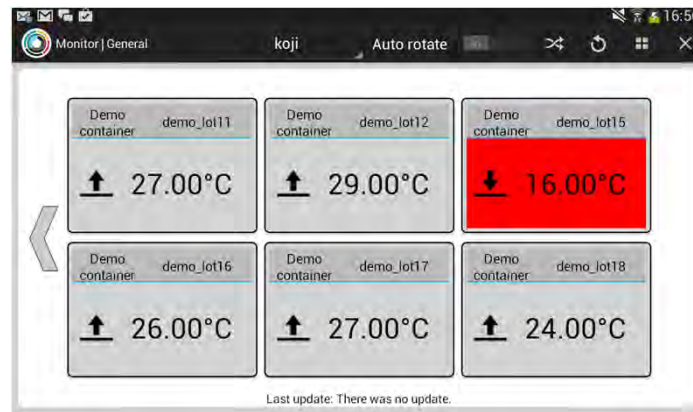 16:5
Monitor | General
koji
Auto rotate
Demo container
demo_lot11
27.00°C
Demo container
demo_lot12
29.00°C
Demo container
demo_lot15
16.00°C
Demo container
demo_lot16
26.00°C
Demo container
demo_lot17
27.00°C
Demo container
demo_lot18
24.00°C
Last update: There was no update.